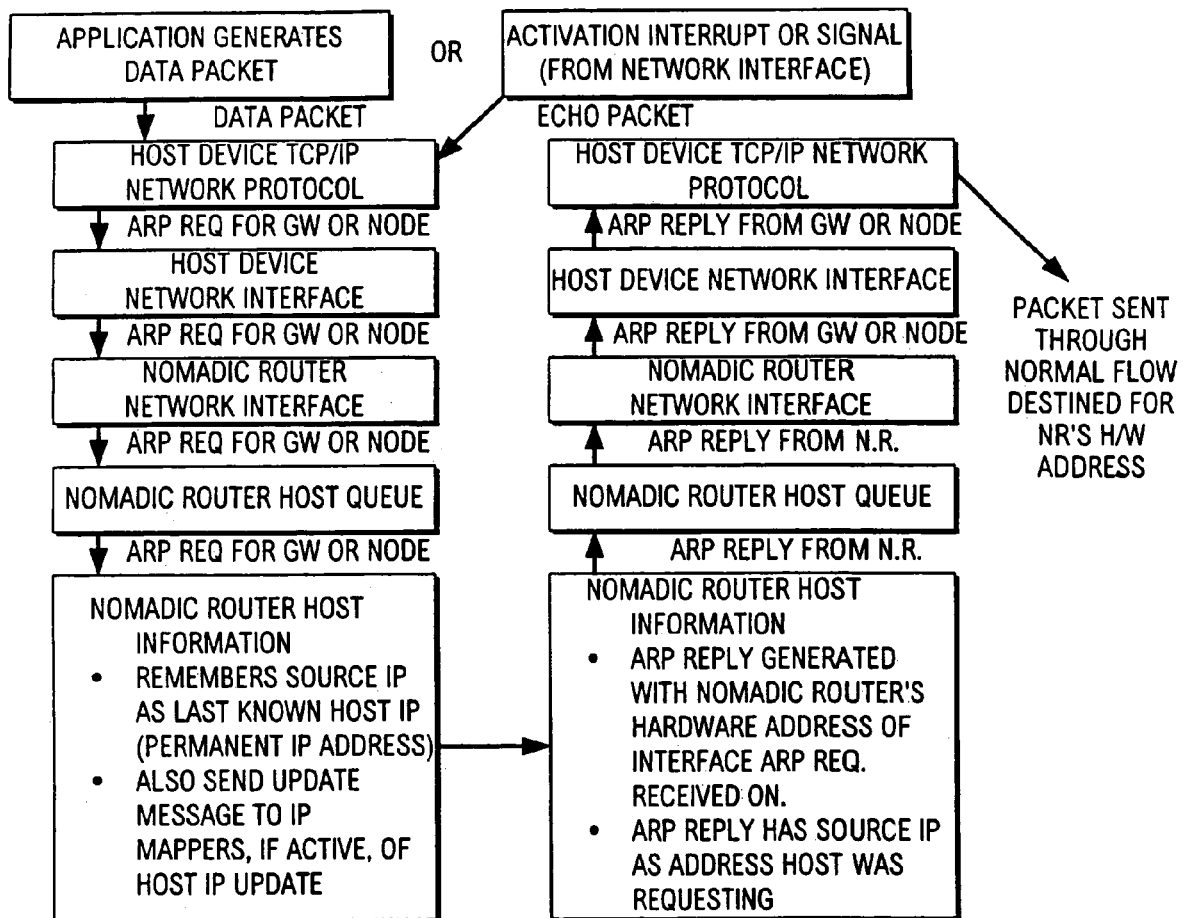 APPLICATION GENERATES
DATA PACKET
OR
ACTIVATION INTERRUPT OR SIGNAL
(FROM NETWORK INTERFACE)
DATA PACKET
ECHO PACKET
HOST DEVICE TCP/IP
NETWORK PROTOCOL
ARP REQ FOR GW OR NODE
HOST DEVICE
NETWORK INTERFACE
ARP REQ FOR GW OR NODE
NOMADIC ROUTER
NETWORK INTERFACE
ARP REQ FOR GW OR NODE
NOMADIC ROUTER HOST QUEUE
ARP REQ FOR GW OR NODE
NOMADIC ROUTER HOST
INFORMATION
• REMEMBERS SOURCE IP
AS LAST KNOWN HOST IP
(PERMANENT IP ADDRESS)
• ALSO SEND UPDATE
MESSAGE TO IP
MAPPERS, IF ACTIVE, OF
HOST IP UPDATE
HOST DEVICE TCP/IP NETWORK
PROTOCOL
ARP REPLY FROM GW OR NODE
HOST DEVICE NETWORK INTERFACE
ARP REPLY FROM GW OR NODE
NOMADIC ROUTER
NETWORK INTERFACE
ARP REPLY FROM N.R.
NOMADIC ROUTER HOST QUEUE
ARP REPLY FROM N.R.
NOMADIC ROUTER HOST
INFORMATION
• ARP REPLY GENERATED
WITH NOMADIC ROUTER'S
HARDWARE ADDRESS OF
INTERFACE ARP REQ.
RECEIVED ON.
• ARP REPLY HAS SOURCE IP
AS ADDRESS HOST WAS
REQUESTING
PACKET SENT
THROUGH
NORMAL FLOW
DESTINED FOR
NR'S H/W
ADDRESS